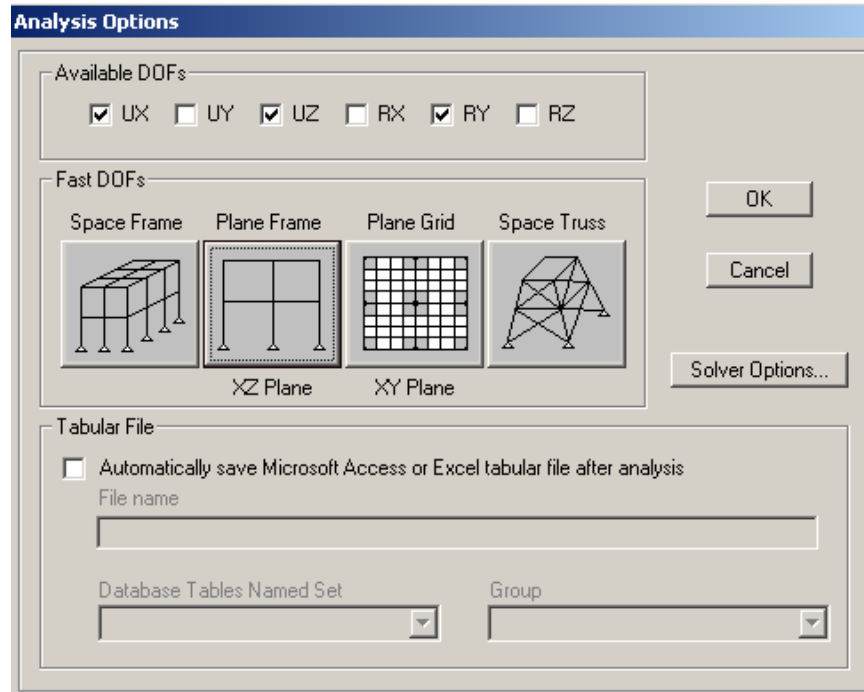 Analysis Options
Available DOFs
UX UY UZ RX RY RZ
Fast DOFs
Space Frame Plane Frame Plane Grid Space Truss
XZ Plane XY Plane
OK
Cancel
Solver Options...
Tabular File
Automatically save Microsoft Access or Excel tabular file after analysis
File name
Database Tables Named Set Group